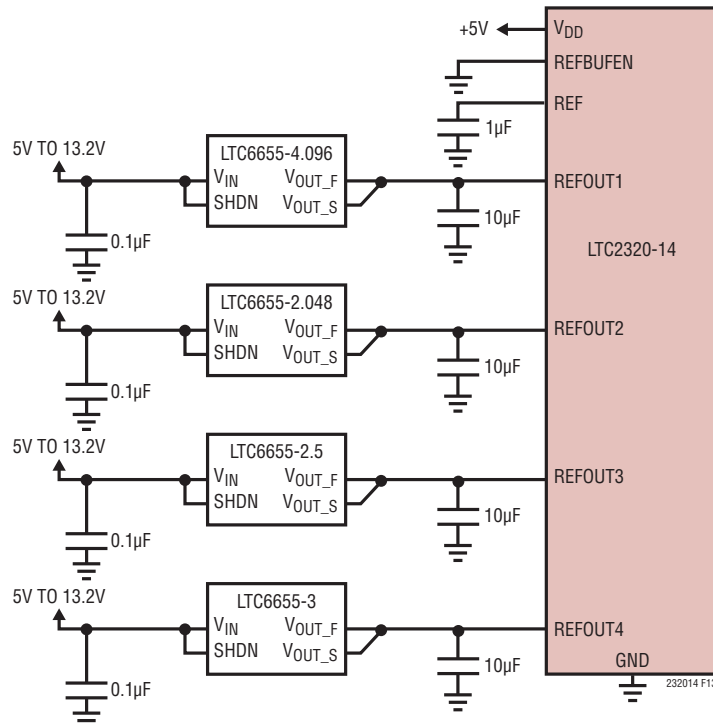 +5V
VDD
REFBUFEN
REF
1µF
5V TO 13.2V
LTC6655-4.096
VIN
VOUT_F
SHDN
VOUT_S
REFOUT1
0.1µF
10µF
LTC2320-14
5V TO 13.2V
LTC6655-2.048
VIN
VOUT_F
SHDN
VOUT_S
REFOUT2
0.1µF
10µF
5V TO 13.2V
LTC6655-2.5
VIN
VOUT_F
SHDN
VOUT_S
REFOUT3
0.1µF
10µF
5V TO 13.2V
LTC6655-3
VIN
VOUT_F
SHDN
VOUT_S
REFOUT4
0.1µF
10µF
GND
232014 F13